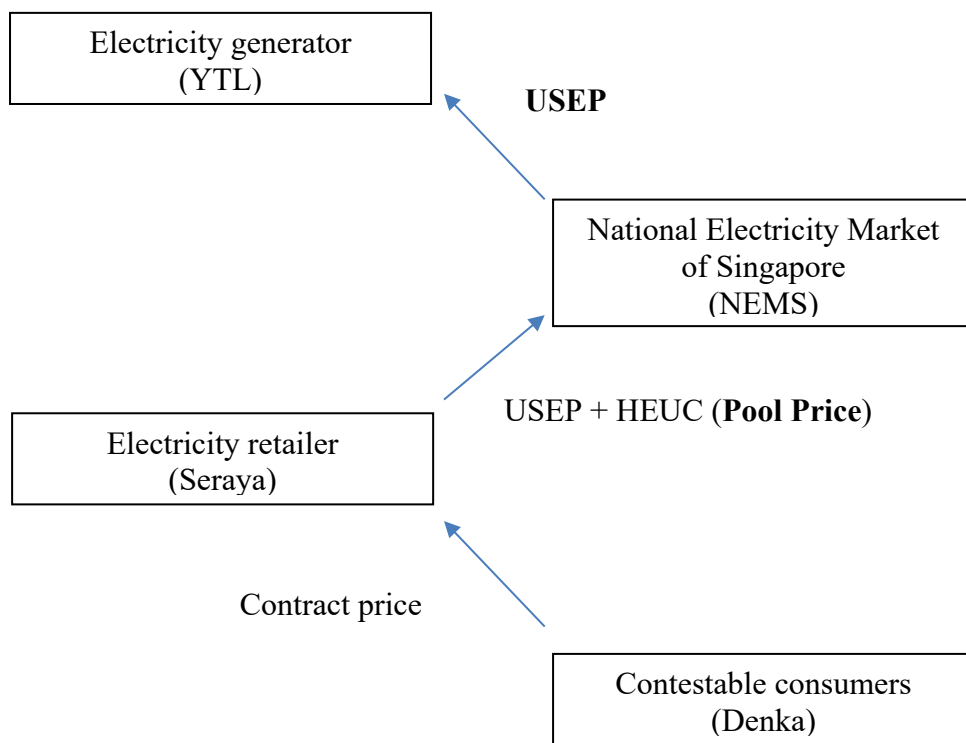 Electricity generator
(YTL)
USEP
National Electricity Market
of Singapore
(NEMS)
USEP + HEUC (Pool Price)
Electricity retailer
(Seraya)
Contract price
Contestable consumers
(Denka)